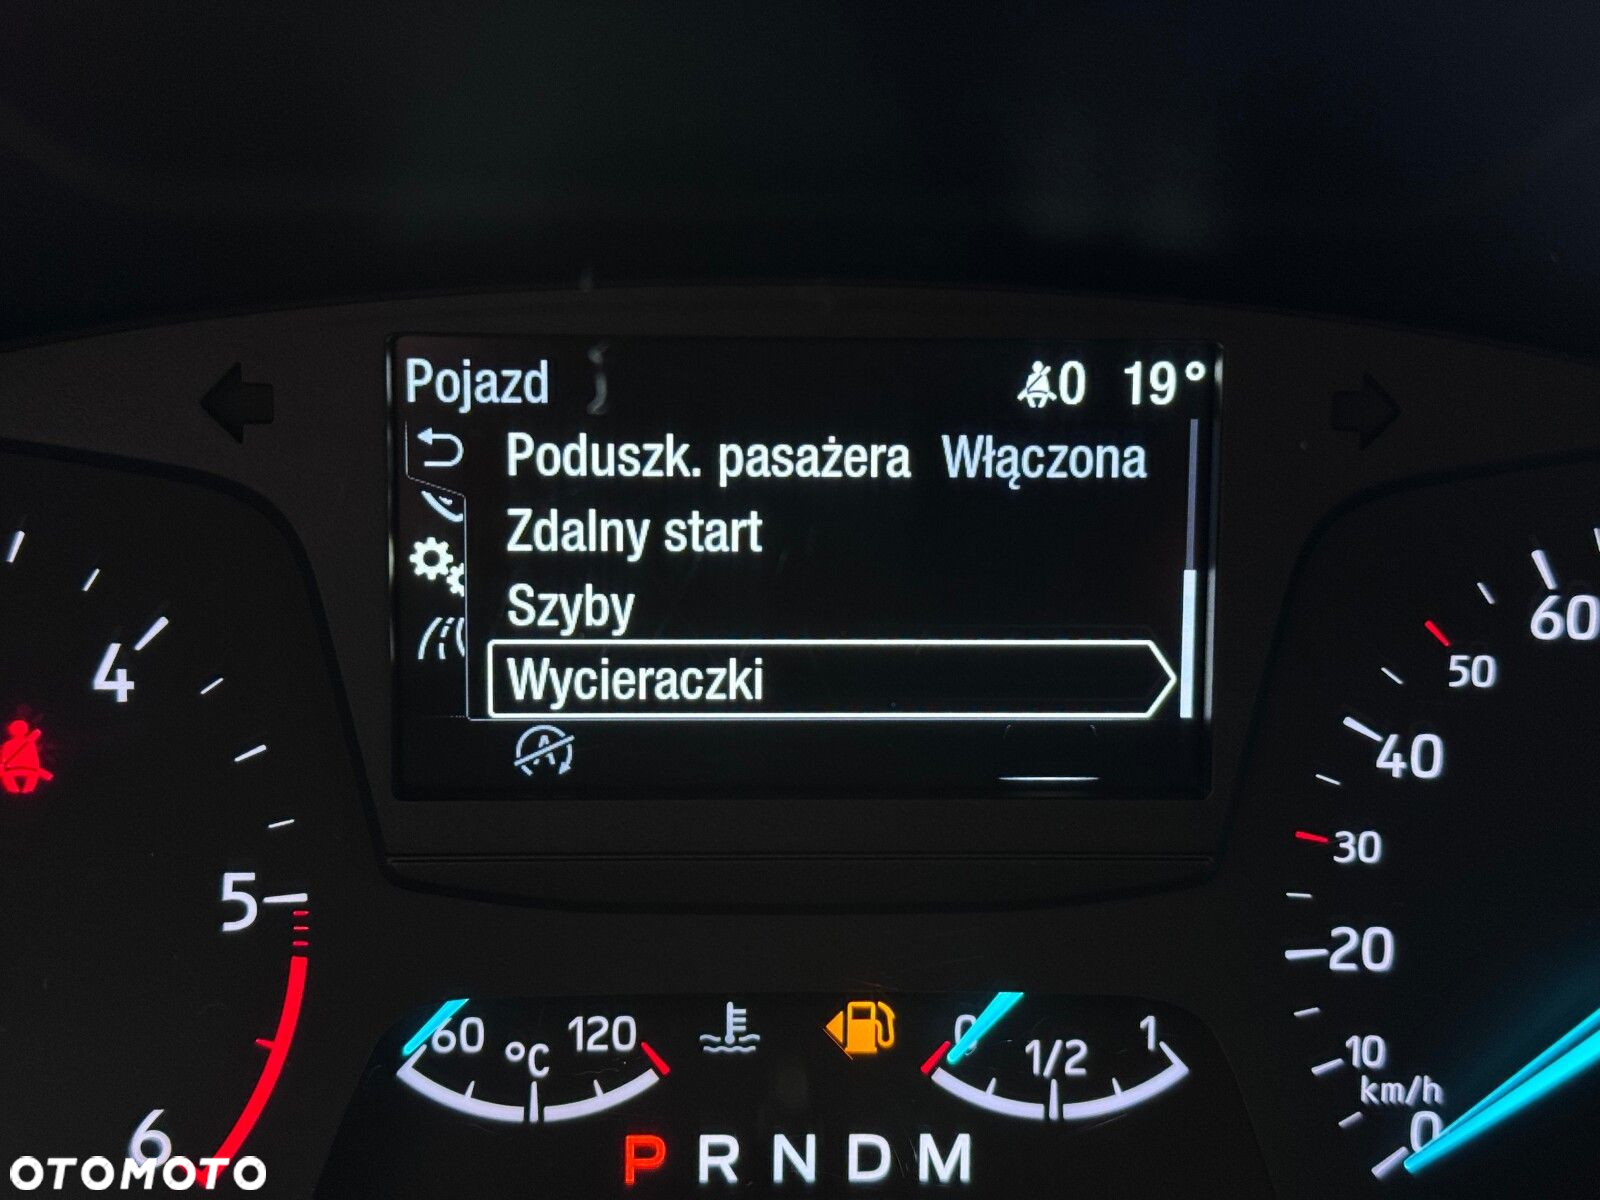 Pojazd 0 19°
Poduszk. pasażera Włączona
Zdalny start
Szyby
Wycieraczki
A
4
5
6
60
50
40
30
20
10
km/h
0
60 °C 120
0 1/2 1
P R N D M
OTOMOTO